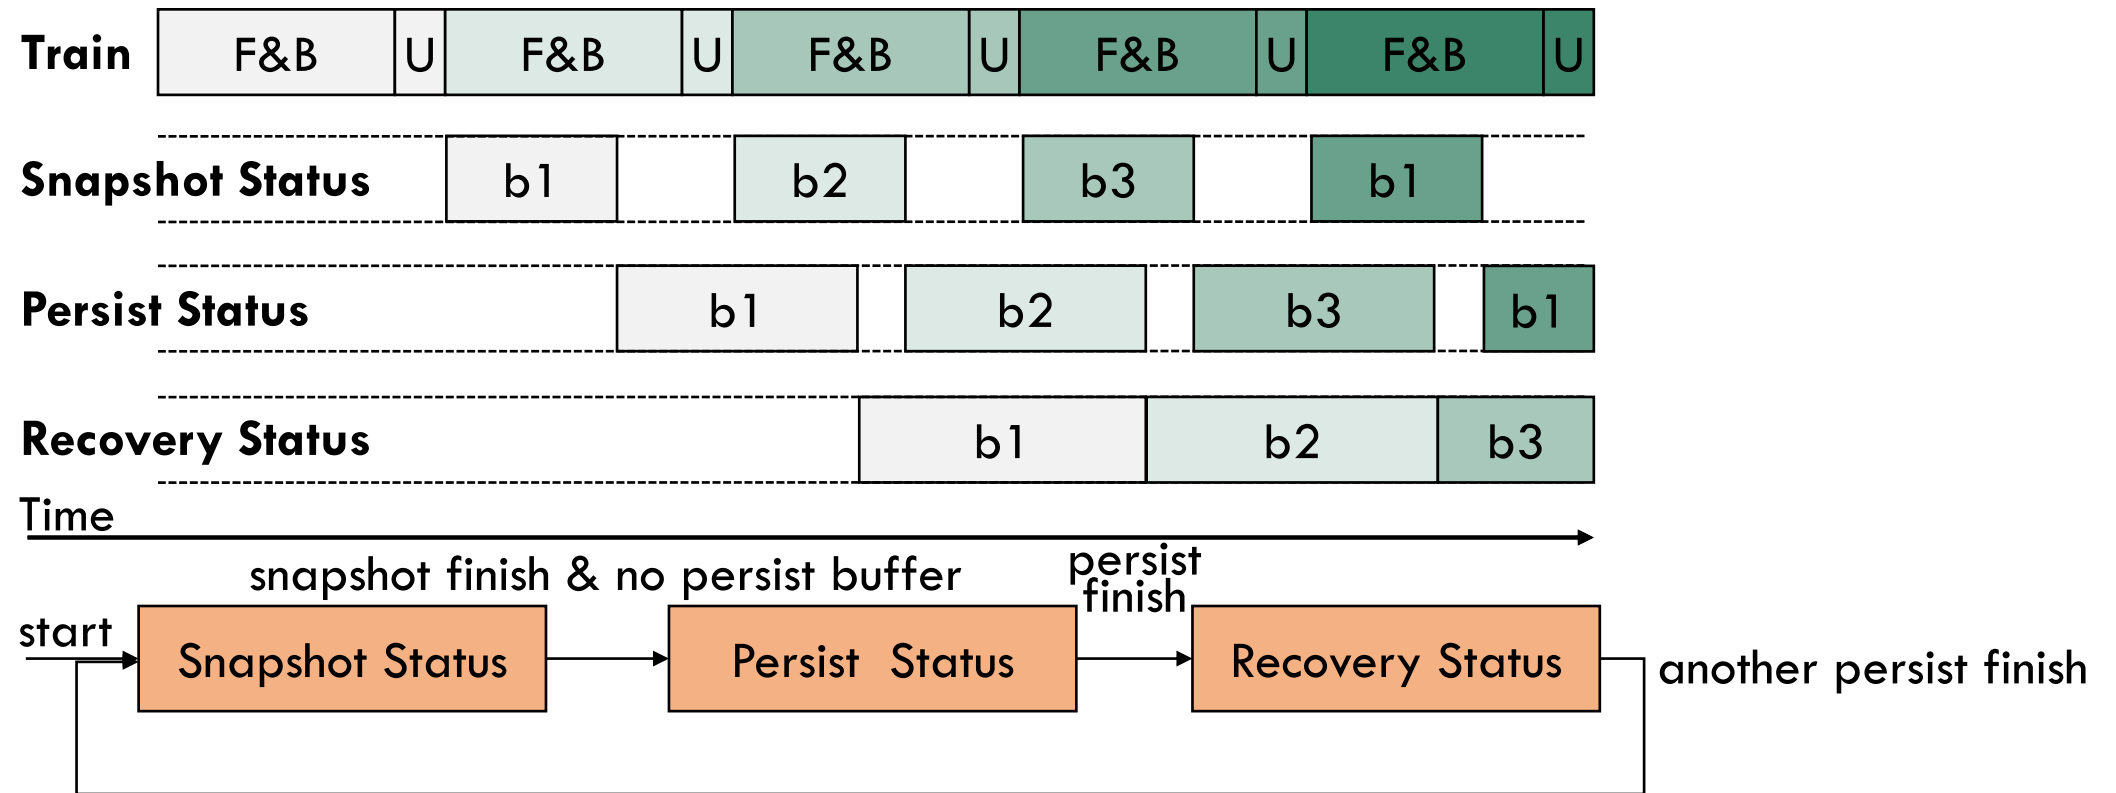 Train F&B U F&B U F&B U F&B U F&B U
Snapshot Status b1 b2 b3 b1
Persist Status b1 b2 b3 b1
Recovery Status b1 b2 b3
Time
snapshot finish & no persist buffer
persist
finish
start
Snapshot Status
Persist Status
Recovery Status
another persist finish